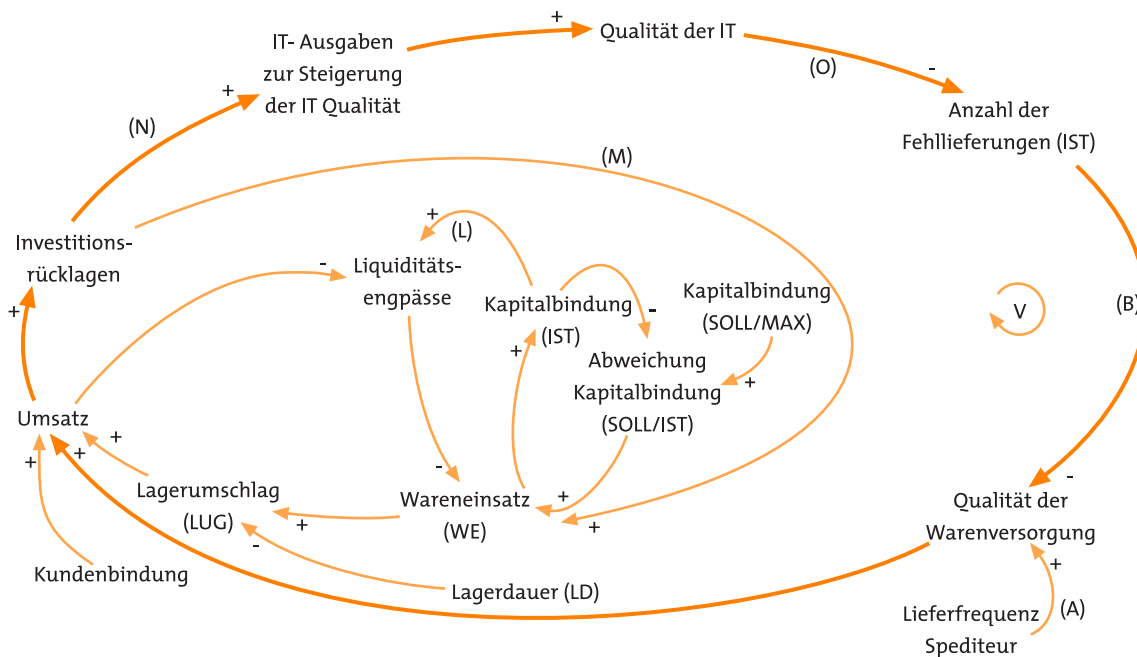 IT- Ausgaben
zur Steigerung
der IT Qualität
+
+
Qualität der IT
(O)
-
Anzahl der
Fehllieferungen (IST)
(N)
(M)
Investitions-
rücklagen
+
+
(L)
-
Liquiditäts-
engpässe
Kapitalbindung
(IST)
+
-
Kapitalbindung
(SOLL/MAX)
V
(B)
Abweichung
Kapitalbindung
(SOLL/IST)
+
Umsatz
+
+
+
-
+
Lagerumschlag
(LUG)
+
-
Wareneinsatz
(WE)
+
-
Qualität der
Warenversorgung
+
Kundenbindung
Lagerdauer (LD)
Lieferfrequenz
Spediteur
(A)